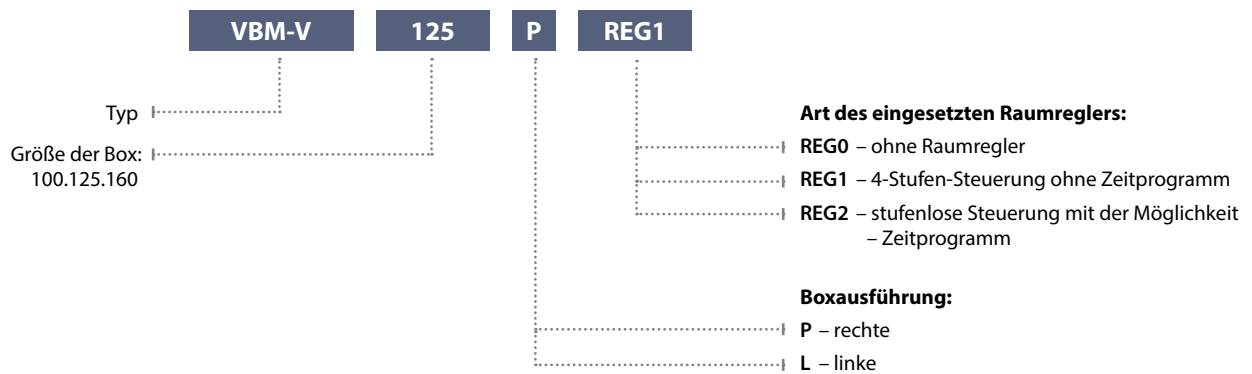 VBM-V 125 P REG1
Typ
Größe der Box:
100.125.160
Art des eingesetzten Raumreglers:
REG0 – ohne Raumregler
REG1 – 4-Stufen-Steuerung ohne Zeitprogramm
REG2 – stufenlose Steuerung mit der Möglichkeit
– Zeitprogramm
Boxausführung:
P – rechte
L – linke